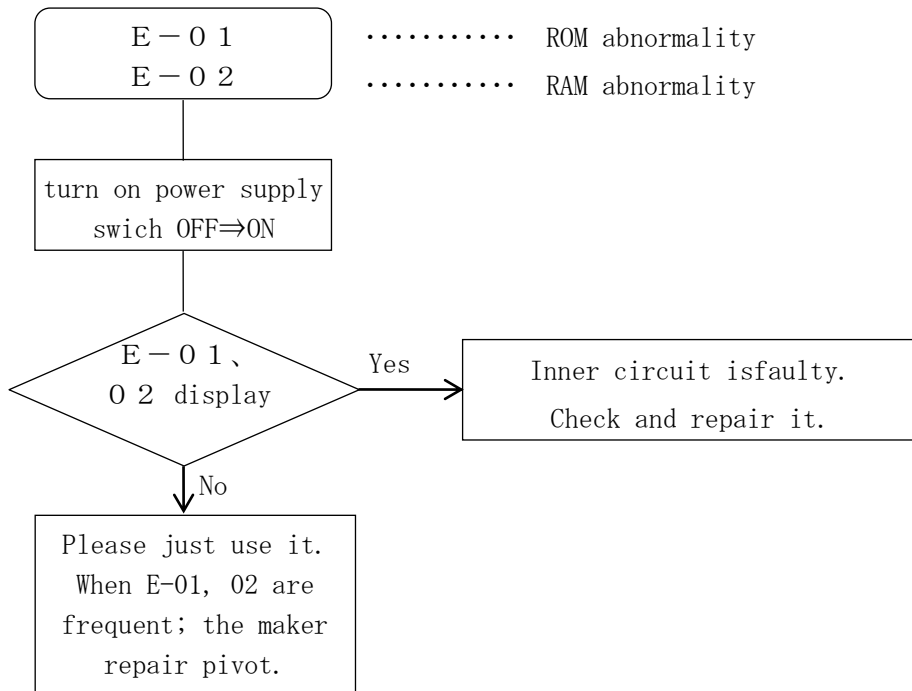 E-01 ··········· ROM abnormality
E-02 ··········· RAM abnormality
turn on power supply
swich OFF⇒ON
E-01、
02 display
Yes
Inner circuit isfaulty.
Check and repair it.
No
Please just use it.
When E-01, 02 are
frequent; the maker
repair pivot.